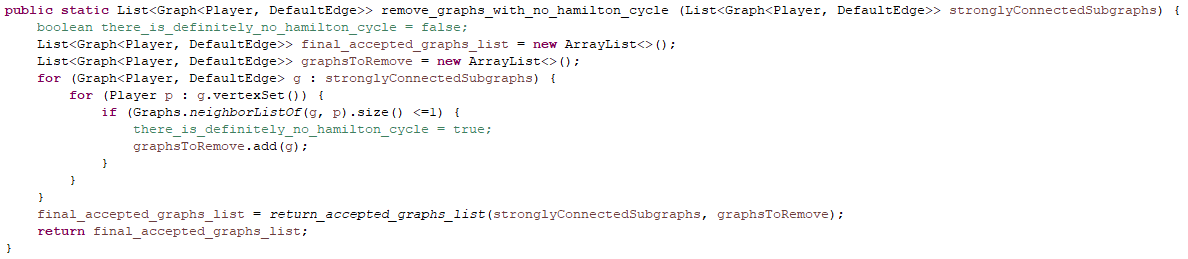 public static List<Graph<Player, DefaultEdge>> remove_graphs_with_no_hamilton_cycle (List<Graph<Player, DefaultEdge>> stronglyConnectedSubgraphs) {
    boolean there_is_definitely_no_hamilton_cycle = false;
    List<Graph<Player, DefaultEdge>> final_accepted_graphs_list = new ArrayList<>();
    List<Graph<Player, DefaultEdge>> graphsToRemove = new ArrayList<>();
    for (Graph<Player, DefaultEdge> g : stronglyConnectedSubgraphs) {
        for (Player p : g.vertexSet()) {
            if (Graphs.neighborListOf(g, p).size() <=1) {
                there_is_definitely_no_hamilton_cycle = true;
                graphsToRemove.add(g);
            }
        }
    }
    final_accepted_graphs_list = return_accepted_graphs_list(stronglyConnectedSubgraphs, graphsToRemove);
    return final_accepted_graphs_list;
}